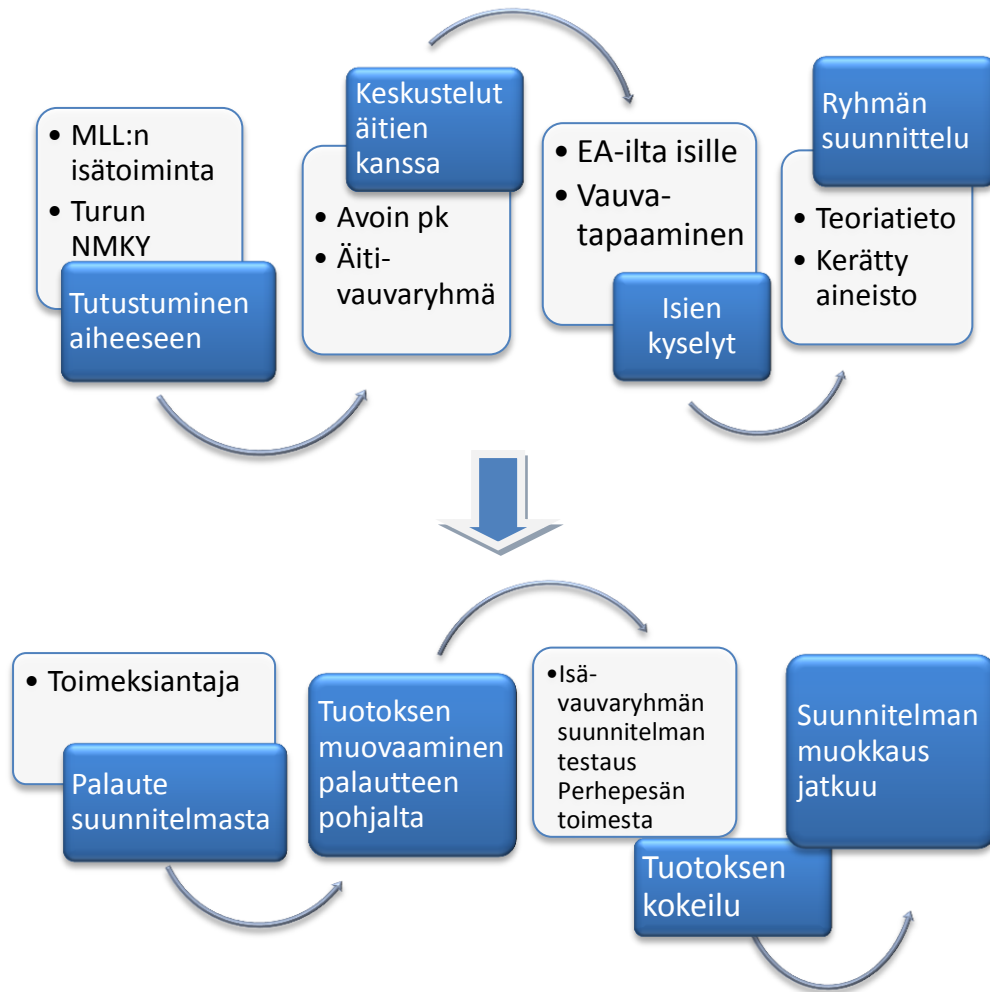 • MLL:n
isätoiminta
• Turun
NMKY
Tutustuminen
aiheeseen
Keskustelut
äitien
kanssa
• Avoin pk
• Äiti-
vauvaryhmä
• EA-ilta isille
• Vauva-
tapaaminen
Isien
kyselyt
Ryhmän
suunnittelu
• Teoriatieto
• Kerätty
aineisto
• Toimeksiantaja
Palaute
suunnitelmasta
Tuotoksen
muovaaminen
palautteen
pohjalta
•Isä-
vauvaryhmän
suunnitelman
testaus
Perhepesän
toimesta
Tuotoksen
kokeilu
Suunnitelman
muokkaus
jatkuu